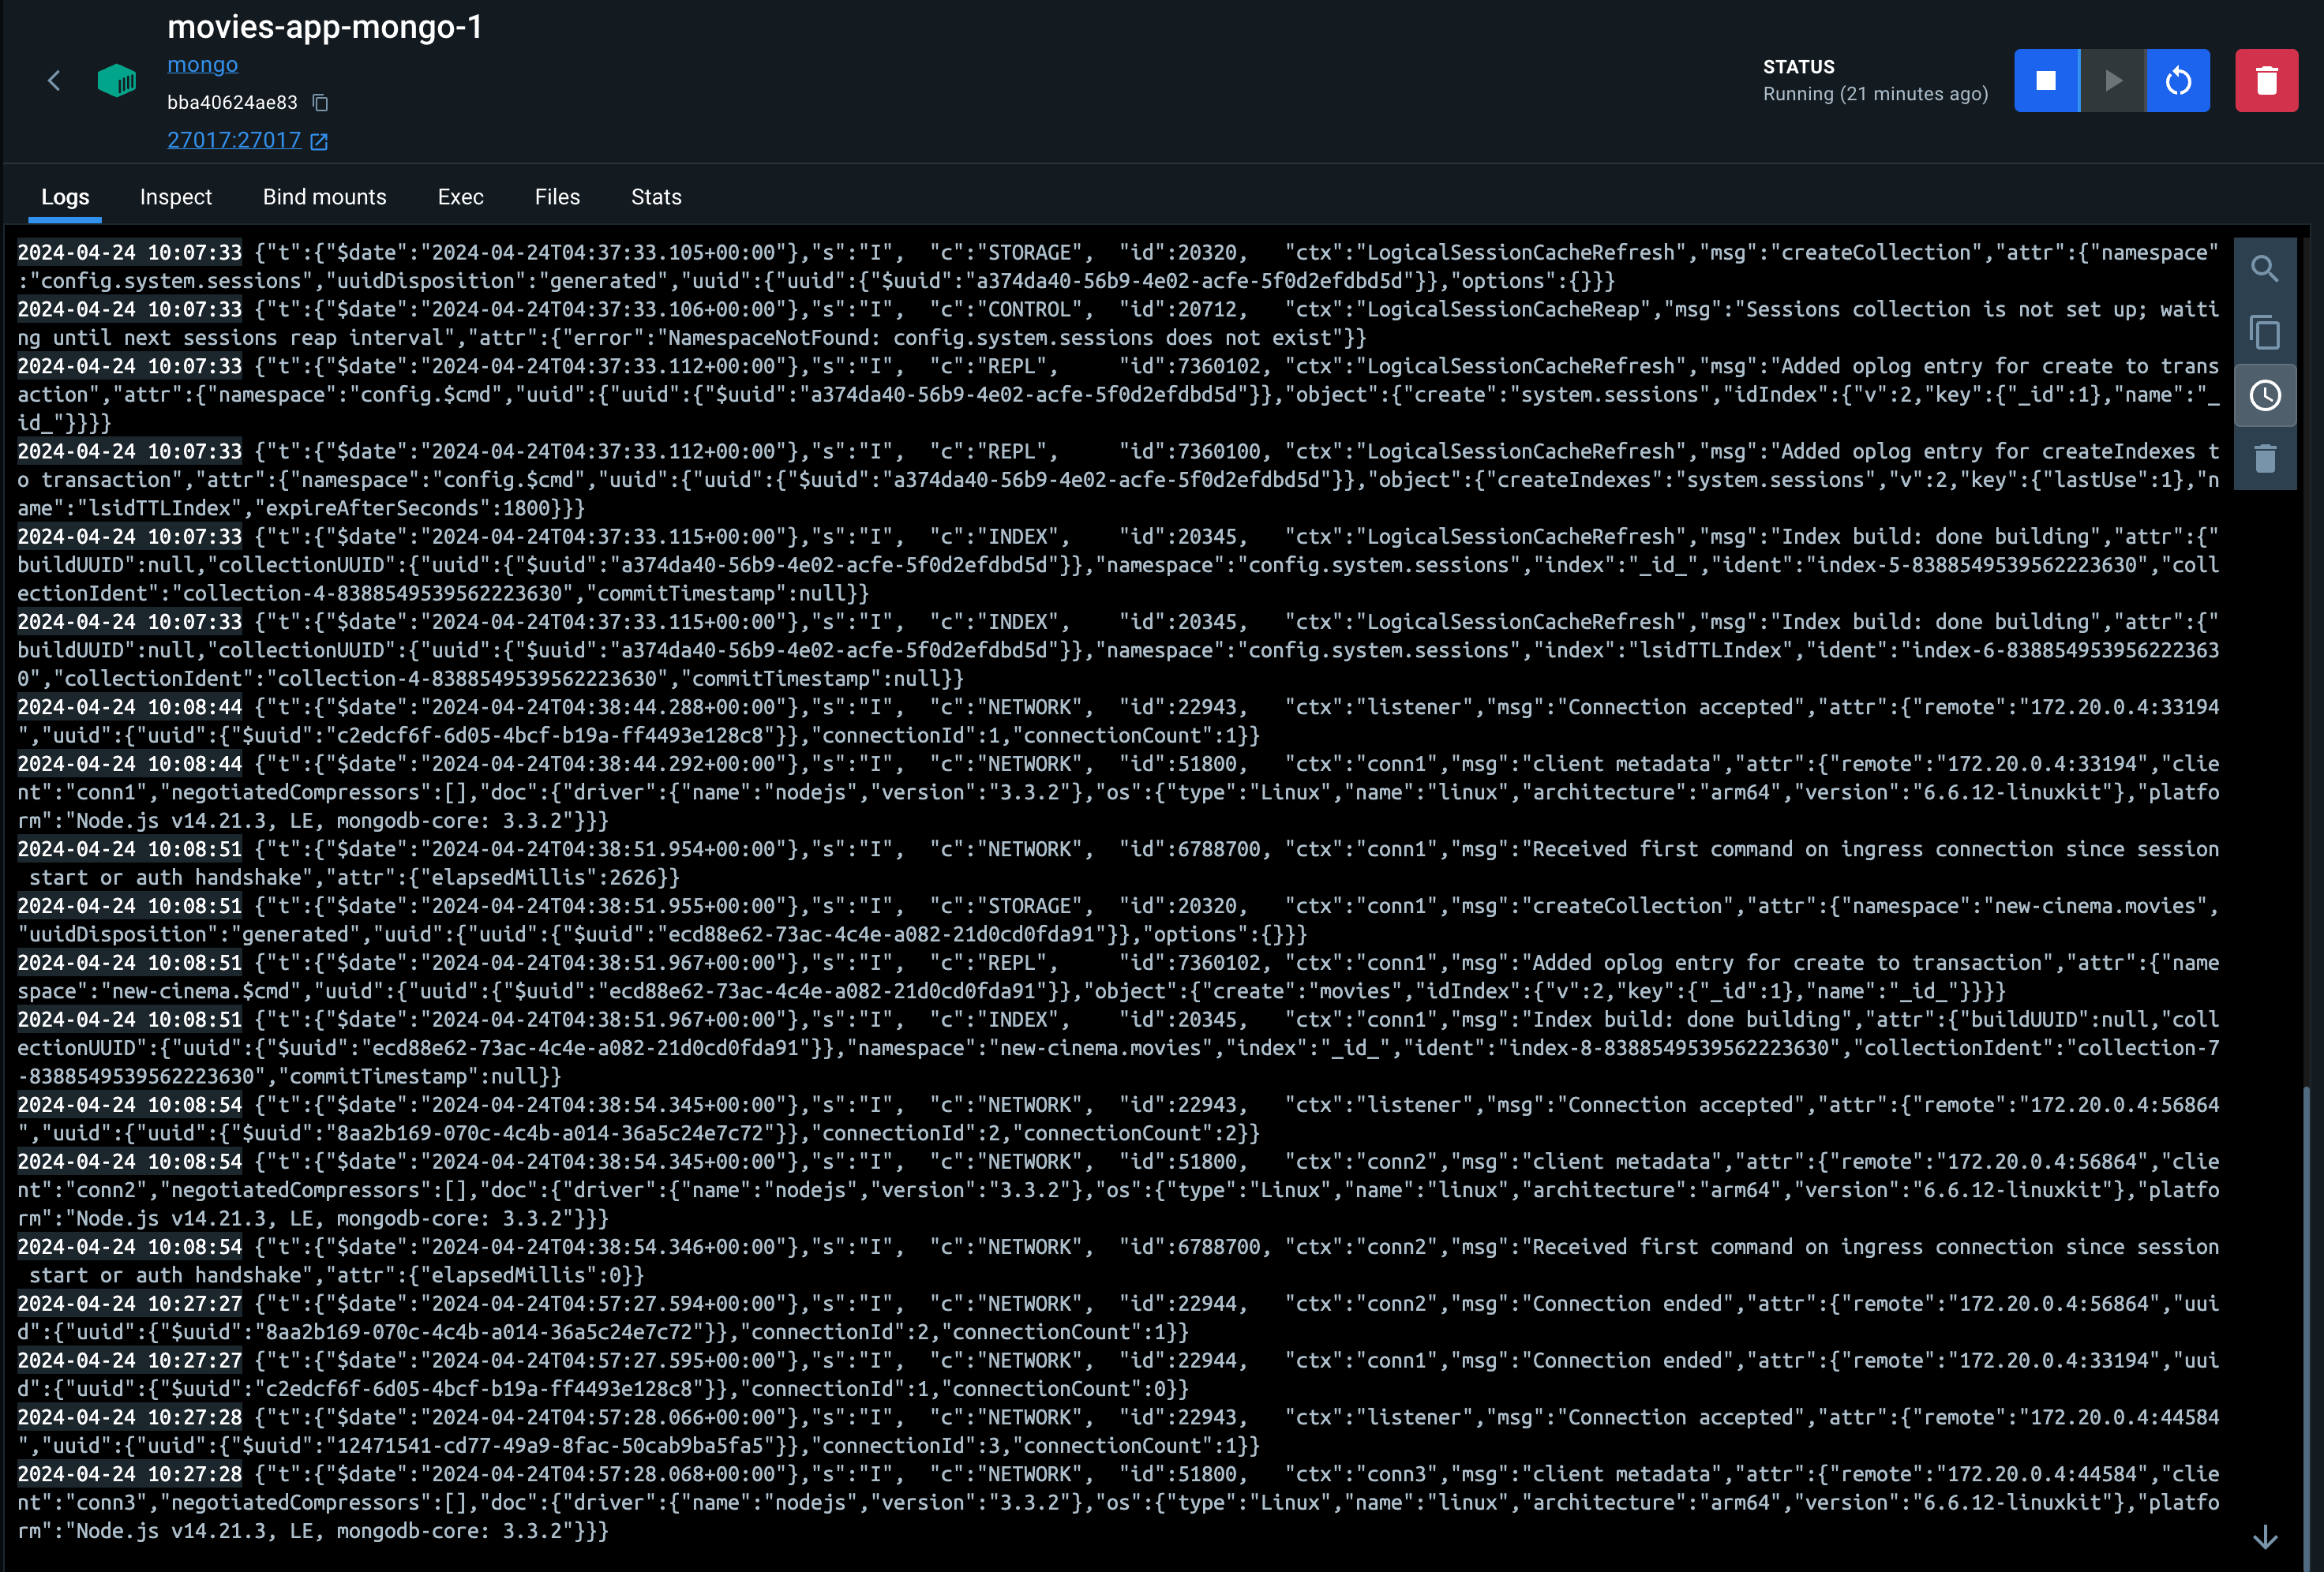 movies-app-mongo-1
mongo
bba40624ae83
27017:27017
STATUS
Running (21 minutes ago)
Logs Inspect Bind mounts Exec Files Stats
2024-04-24 10:07:33 {"t":{"$date":"2024-04-24T04:37:33.105+00:00"},"s":"I",  "c":"STORAGE",  "id":20320,   "ctx":"LogicalSessionCacheRefresh","msg":"createCollection","attr":{"namespace"
:"config.system.sessions","uuidDisposition":"generated","uuid":{"uuid":{"$uuid":"a374da40-56b9-4e02-acfe-5f0d2efdbd5d"}},"options":{}}}
2024-04-24 10:07:33 {"t":{"$date":"2024-04-24T04:37:33.106+00:00"},"s":"I",  "c":"CONTROL",  "id":20712,   "ctx":"LogicalSessionCacheReap","msg":"Sessions collection is not set up; waiti
ng until next sessions reap interval","attr":{"error":"NamespaceNotFound: config.system.sessions does not exist"}}
2024-04-24 10:07:33 {"t":{"$date":"2024-04-24T04:37:33.112+00:00"},"s":"I",  "c":"REPL",     "id":7360102, "ctx":"LogicalSessionCacheRefresh","msg":"Added oplog entry for create to trans
action","attr":{"namespace":"config.$cmd","uuid":{"uuid":{"$uuid":"a374da40-56b9-4e02-acfe-5f0d2efdbd5d"}},"object":{"create":"system.sessions","idIndex":{"v":2,"key":{"_id":1},"name":"_
id_"}}}}
2024-04-24 10:07:33 {"t":{"$date":"2024-04-24T04:37:33.112+00:00"},"s":"I",  "c":"REPL",     "id":7360100, "ctx":"LogicalSessionCacheRefresh","msg":"Added oplog entry for createIndexes t
o transaction","attr":{"namespace":"config.$cmd","uuid":{"uuid":{"$uuid":"a374da40-56b9-4e02-acfe-5f0d2efdbd5d"}},"object":{"createIndexes":"system.sessions","v":2,"key":{"lastUse":1},"n
ame":"lsidTTLIndex","expireAfterSeconds":1800}}}
2024-04-24 10:07:33 {"t":{"$date":"2024-04-24T04:37:33.115+00:00"},"s":"I",  "c":"INDEX",    "id":20345,   "ctx":"LogicalSessionCacheRefresh","msg":"Index build: done building","attr":{"
buildUUID":null,"collectionUUID":{"uuid":{"$uuid":"a374da40-56b9-4e02-acfe-5f0d2efdbd5d"}},"namespace":"config.system.sessions","index":"_id_","ident":"index-5-8388549539562223630","coll
ectionIdent":"collection-4-8388549539562223630","commitTimestamp":null}}
2024-04-24 10:07:33 {"t":{"$date":"2024-04-24T04:37:33.115+00:00"},"s":"I",  "c":"INDEX",    "id":20345,   "ctx":"LogicalSessionCacheRefresh","msg":"Index build: done building","attr":{"
buildUUID":null,"collectionUUID":{"uuid":{"$uuid":"a374da40-56b9-4e02-acfe-5f0d2efdbd5d"}},"namespace":"config.system.sessions","index":"lsidTTLIndex","ident":"index-6-838854953956222363
0","collectionIdent":"collection-4-8388549539562223630","commitTimestamp":null}}
2024-04-24 10:08:44 {"t":{"$date":"2024-04-24T04:38:44.288+00:00"},"s":"I",  "c":"NETWORK",  "id":22943,   "ctx":"listener","msg":"Connection accepted","attr":{"remote":"172.20.0.4:33194
","uuid":{"uuid":{"$uuid":"c2edcf6f-6d05-4bcf-b19a-ff4493e128c8"}},"connectionId":1,"connectionCount":1}}
2024-04-24 10:08:44 {"t":{"$date":"2024-04-24T04:38:44.292+00:00"},"s":"I",  "c":"NETWORK",  "id":51800,   "ctx":"conn1","msg":"client metadata","attr":{"remote":"172.20.0.4:33194","clie
nt":"conn1","negotiatedCompressors":[],"doc":{"driver":{"name":"nodejs","version":"3.3.2"},"os":{"type":"Linux","name":"linux","architecture":"arm64","version":"6.6.12-linuxkit"},"platfo
rm":"Node.js v14.21.3, LE, mongodb-core: 3.3.2"}}}
2024-04-24 10:08:51 {"t":{"$date":"2024-04-24T04:38:51.954+00:00"},"s":"I",  "c":"NETWORK",  "id":6788700, "ctx":"conn1","msg":"Received first command on ingress connection since session
 start or auth handshake","attr":{"elapsedMillis":2626}}
2024-04-24 10:08:51 {"t":{"$date":"2024-04-24T04:38:51.955+00:00"},"s":"I",  "c":"STORAGE",  "id":20320,   "ctx":"conn1","msg":"createCollection","attr":{"namespace":"new-cinema.movies",
"uuidDisposition":"generated","uuid":{"uuid":{"$uuid":"ecd88e62-73ac-4c4e-a082-21d0cd0fda91"}},"options":{}}}
2024-04-24 10:08:51 {"t":{"$date":"2024-04-24T04:38:51.967+00:00"},"s":"I",  "c":"REPL",     "id":7360102, "ctx":"conn1","msg":"Added oplog entry for create to transaction","attr":{"name
space":"new-cinema.$cmd","uuid":{"uuid":{"$uuid":"ecd88e62-73ac-4c4e-a082-21d0cd0fda91"}},"object":{"create":"movies","idIndex":{"v":2,"key":{"_id":1},"name":"_id_"}}}}
2024-04-24 10:08:51 {"t":{"$date":"2024-04-24T04:38:51.967+00:00"},"s":"I",  "c":"INDEX",    "id":20345,   "ctx":"conn1","msg":"Index build: done building","attr":{"buildUUID":null,"coll
ectionUUID":{"uuid":{"$uuid":"ecd88e62-73ac-4c4e-a082-21d0cd0fda91"}},"namespace":"new-cinema.movies","index":"_id_","ident":"index-8-8388549539562223630","collectionIdent":"collection-7
-8388549539562223630","commitTimestamp":null}}
2024-04-24 10:08:54 {"t":{"$date":"2024-04-24T04:38:54.345+00:00"},"s":"I",  "c":"NETWORK",  "id":22943,   "ctx":"listener","msg":"Connection accepted","attr":{"remote":"172.20.0.4:56864
","uuid":{"uuid":{"$uuid":"8aa2b169-070c-4c4b-a014-36a5c24e7c72"}},"connectionId":2,"connectionCount":2}}
2024-04-24 10:08:54 {"t":{"$date":"2024-04-24T04:38:54.345+00:00"},"s":"I",  "c":"NETWORK",  "id":51800,   "ctx":"conn2","msg":"client metadata","attr":{"remote":"172.20.0.4:56864","clie
nt":"conn2","negotiatedCompressors":[],"doc":{"driver":{"name":"nodejs","version":"3.3.2"},"os":{"type":"Linux","name":"linux","architecture":"arm64","version":"6.6.12-linuxkit"},"platfo
rm":"Node.js v14.21.3, LE, mongodb-core: 3.3.2"}}}
2024-04-24 10:08:54 {"t":{"$date":"2024-04-24T04:38:54.346+00:00"},"s":"I",  "c":"NETWORK",  "id":6788700, "ctx":"conn2","msg":"Received first command on ingress connection since session
 start or auth handshake","attr":{"elapsedMillis":0}}
2024-04-24 10:27:27 {"t":{"$date":"2024-04-24T04:57:27.594+00:00"},"s":"I",  "c":"NETWORK",  "id":22944,   "ctx":"conn2","msg":"Connection ended","attr":{"remote":"172.20.0.4:56864","uui
d":{"uuid":{"$uuid":"8aa2b169-070c-4c4b-a014-36a5c24e7c72"}},"connectionId":2,"connectionCount":1}}
2024-04-24 10:27:27 {"t":{"$date":"2024-04-24T04:57:27.595+00:00"},"s":"I",  "c":"NETWORK",  "id":22944,   "ctx":"conn1","msg":"Connection ended","attr":{"remote":"172.20.0.4:33194","uui
d":{"uuid":{"$uuid":"c2edcf6f-6d05-4bcf-b19a-ff4493e128c8"}},"connectionId":1,"connectionCount":0}}
2024-04-24 10:27:28 {"t":{"$date":"2024-04-24T04:57:28.066+00:00"},"s":"I",  "c":"NETWORK",  "id":22943,   "ctx":"listener","msg":"Connection accepted","attr":{"remote":"172.20.0.4:44584
","uuid":{"uuid":{"$uuid":"12471541-cd77-49a9-8fac-50cab9ba5fa5"}},"connectionId":3,"connectionCount":1}}
2024-04-24 10:27:28 {"t":{"$date":"2024-04-24T04:57:28.068+00:00"},"s":"I",  "c":"NETWORK",  "id":51800,   "ctx":"conn3","msg":"client metadata","attr":{"remote":"172.20.0.4:44584","clie
nt":"conn3","negotiatedCompressors":[],"doc":{"driver":{"name":"nodejs","version":"3.3.2"},"os":{"type":"Linux","name":"linux","architecture":"arm64","version":"6.6.12-linuxkit"},"platfo
rm":"Node.js v14.21.3, LE, mongodb-core: 3.3.2"}}}